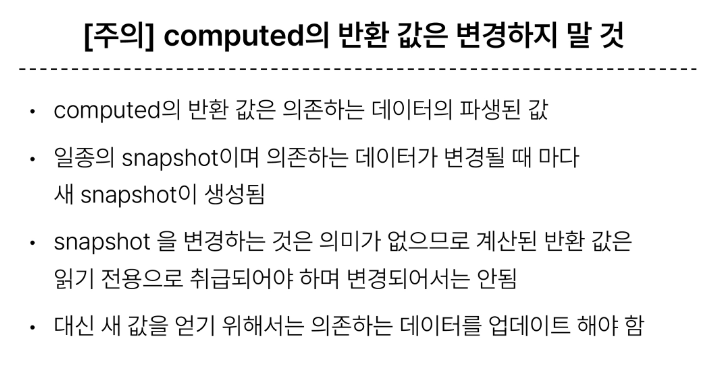 [주의] computed의 반환 값은 변경하지 말 것
• computed의 반환 값은 의존하는 데이터의 파생된 값
• 일종의 snapshot이며 의존하는 데이터가 변경될 때 마다
새 snapshot이 생성됨
• snapshot 을 변경하는 것은 의미가 없으므로 계산된 반환 값은
읽기 전용으로 취급되어야 하며 변경되어서는 안됨
• 대신 새 값을 얻기 위해서는 의존하는 데이터를 업데이트 해야 함